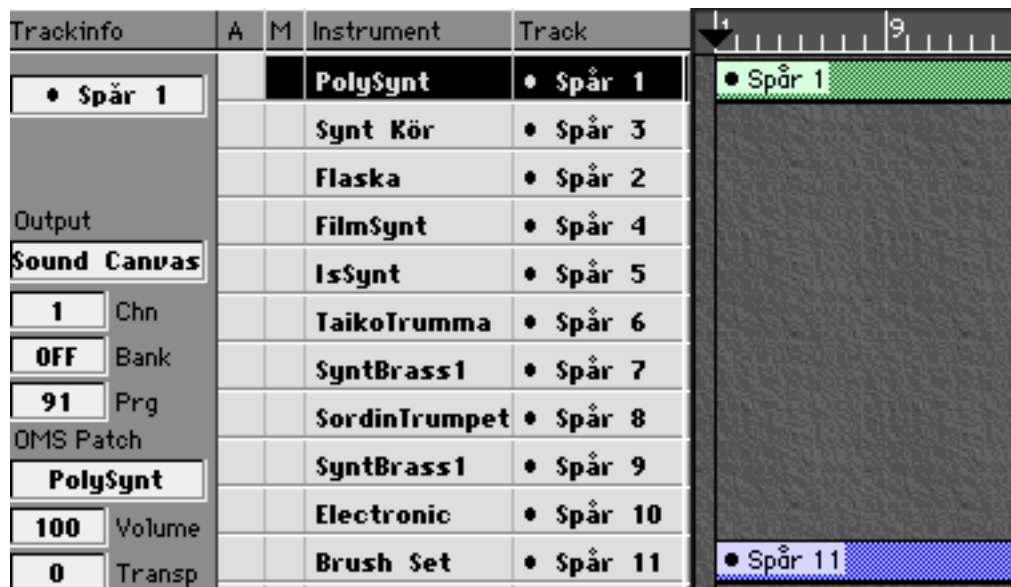 Trackinfo A M Instrument Track 1 9
• Spår 1
PolySynt • Spår 1
• Spår 1
Synt Kör • Spår 3
Flaska • Spår 2
Output
FilmSynt • Spår 4
Sound Canvas
IsSynt • Spår 5
1 Chn
TaikoTrumma • Spår 6
OFF Bank
SyntBrass1 • Spår 7
91 Prg
SordinTrumpet • Spår 8
OMS Patch
SyntBrass1 • Spår 9
PolySynt
Electronic • Spår 10
100 Volume
Brush Set • Spår 11
• Spår 11
0 Transp